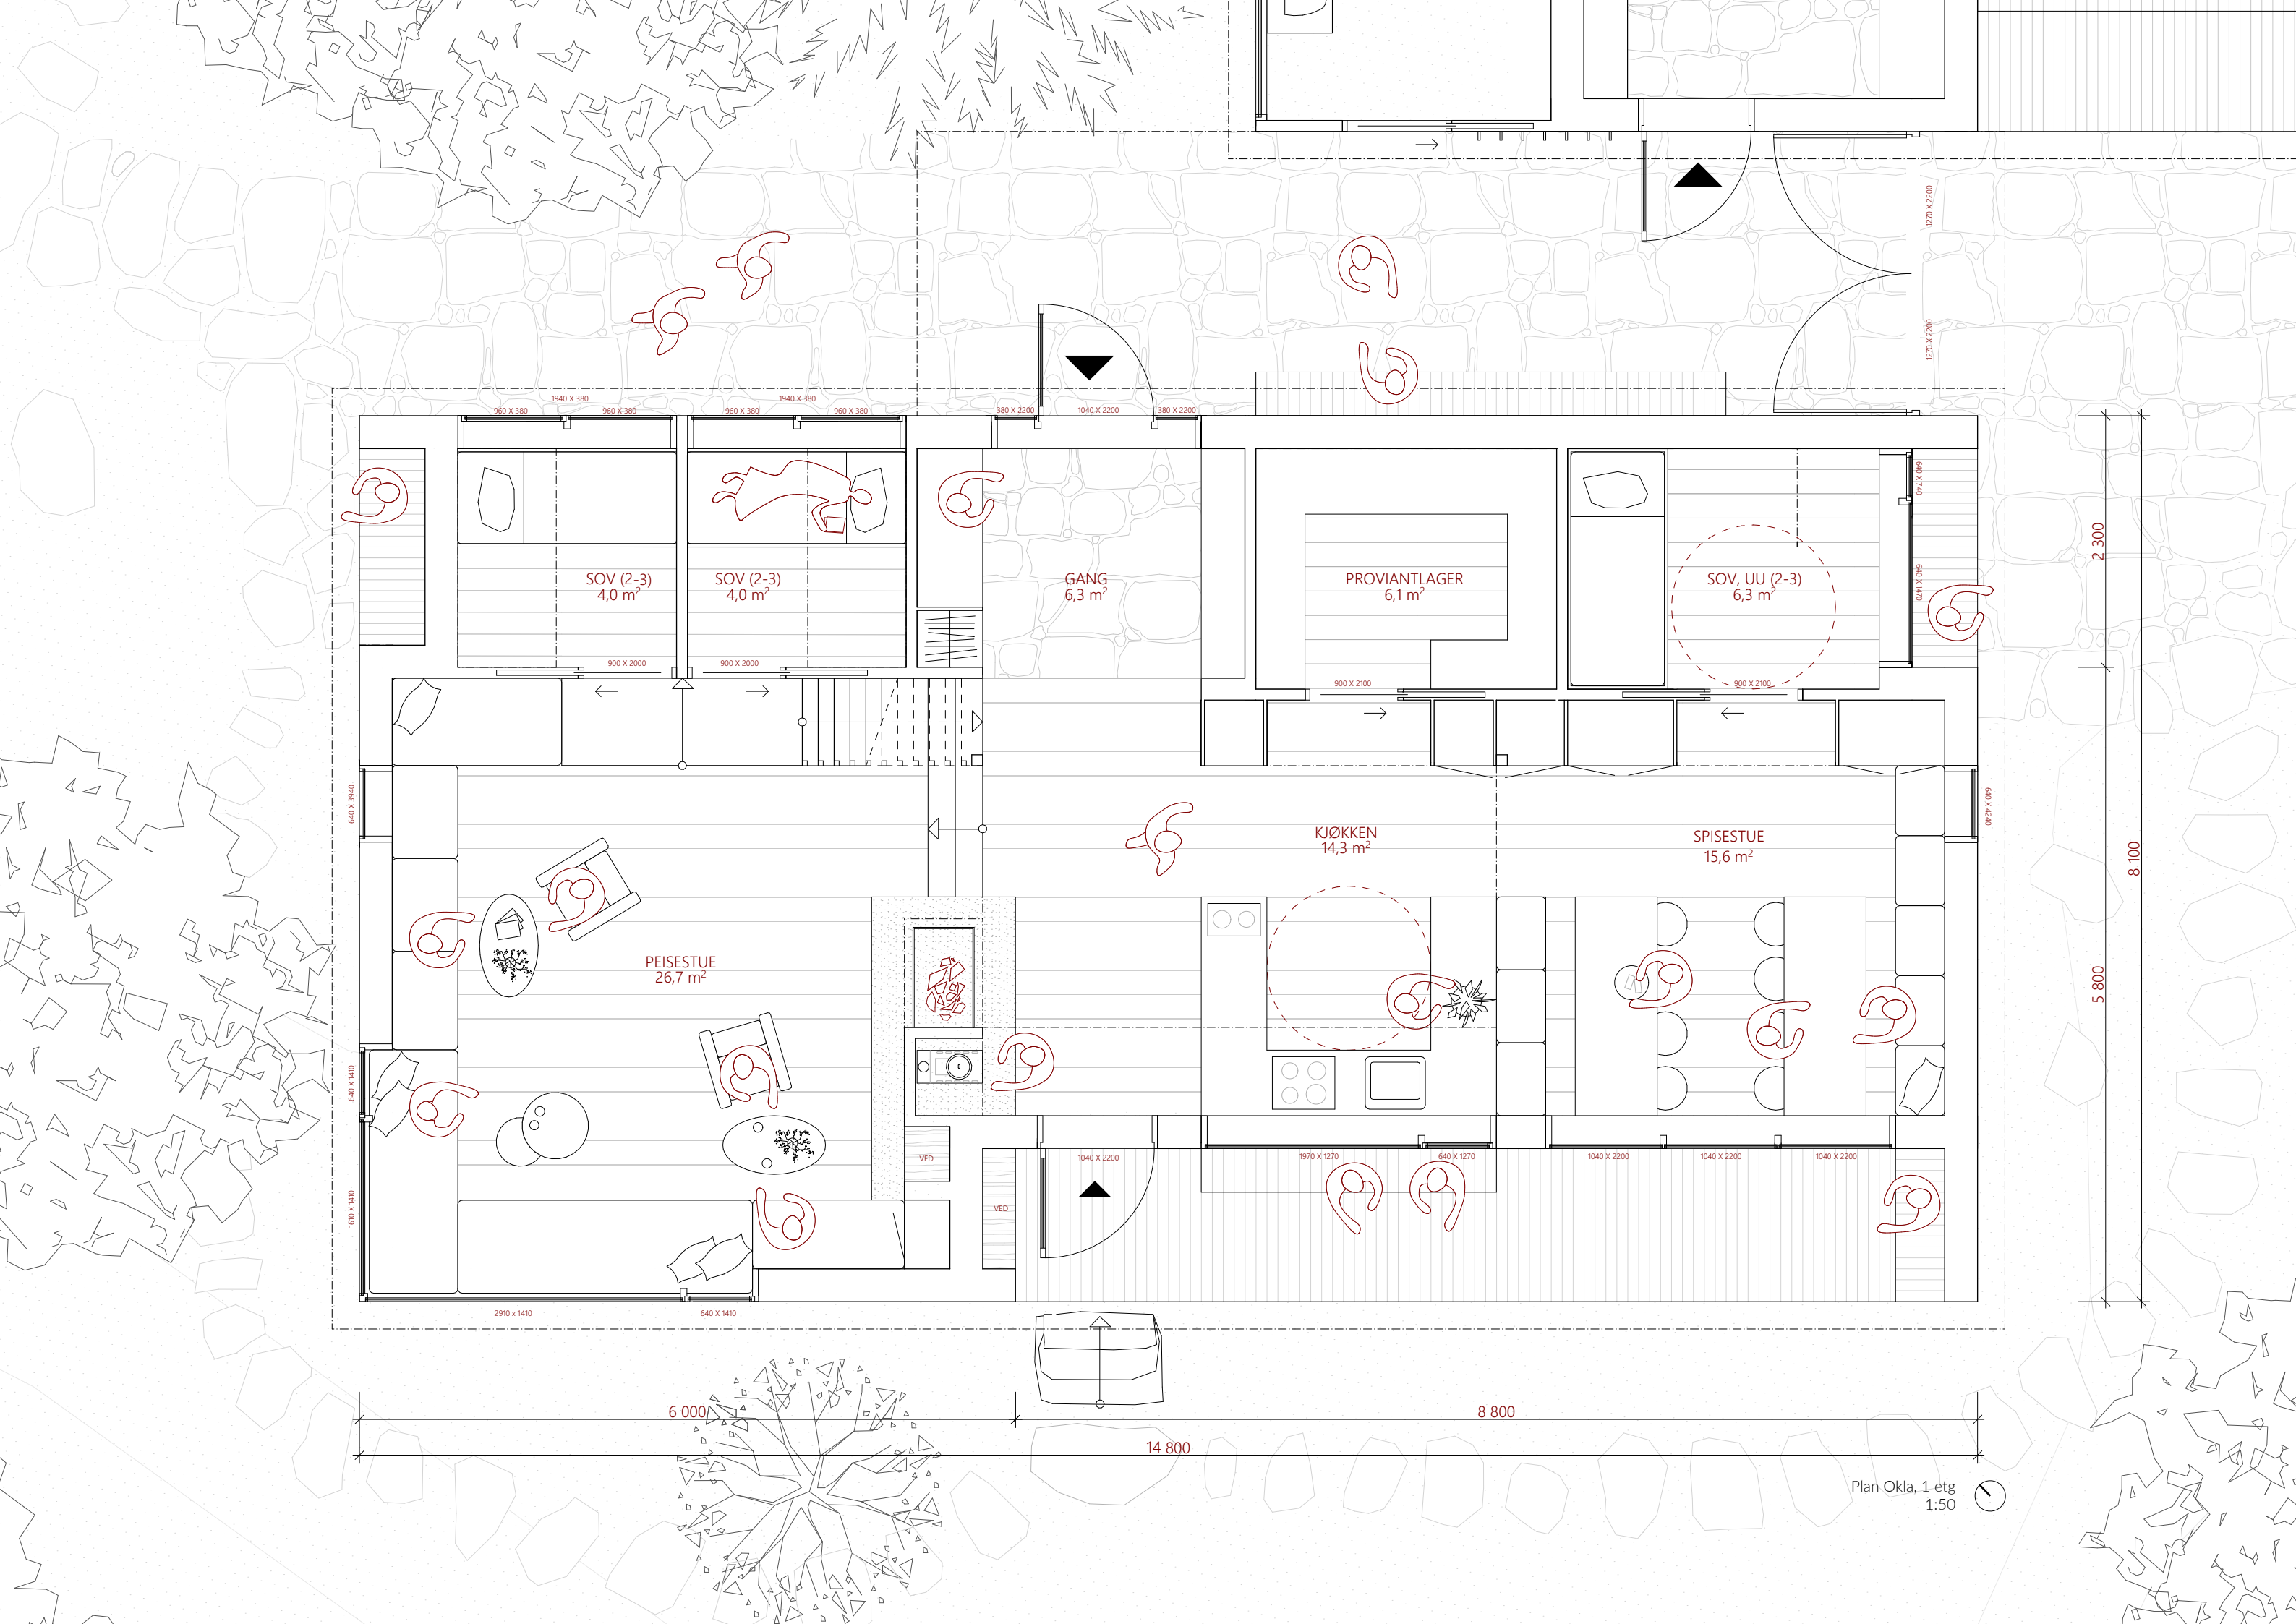 1270 X 2200
1270 X 2200
1940 X 380
1940 X 380
960 X 380
960 X 380
960 X 380
960 X 380
380 X 2200
1040 X 2200
380 X 2200
640 X 740
2 300
SOV (2-3)
4,0 m²
SOV (2-3)
4,0 m²
GANG
6,3 m²
PROVIANTLAGER
6,1 m²
SOV, UU (2-3)
6,3 m²
640 X 1470
900 X 2000
900 X 2000
900 X 2100
900 X 2100
640 X 3940
640 X 4240
KJØKKEN
14,3 m²
SPISESTUE
15,6 m²
8 100
PEISESTUE
26,7 m²
5 800
640 X 1410
VED
1040 X 2200
1970 X 1270
640 X 1270
1040 X 2200
1040 X 2200
1040 X 2200
1610 X 1410
VED
2910 x 1410
640 X 1410
6 000
8 800
14 800
Plan Okla, 1 etg
1:50